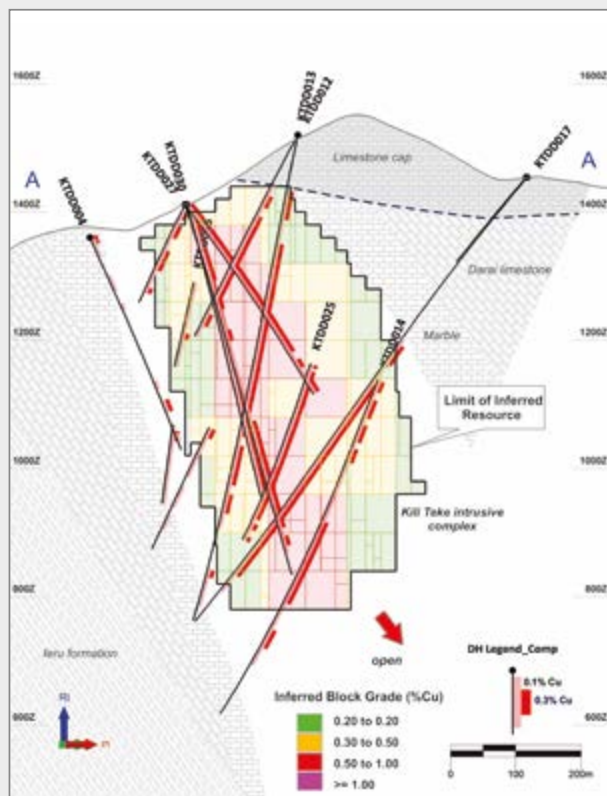 1600Z
1600Z
KTDD013
KTDD012
KTDD017
Limestone cap
A
A
KTDD030
KTDD027
KTDD004
1400Z
1400Z
Darai limestone
KTDD025
KTDD014
Marble
1200Z
1200Z
Limit of Inferred
Resource
1000Z
1000Z
Kill Teke intrusive
complex
800Z
800Z
Ieru formation
open
DH Legend_Comp
0.1% Cu
0.3% Cu
Inferred Block Grade (%Cu)
0.20 to 0.20
0.30 to 0.50
0.50 to 1.00
>= 1.00
600Z
600Z
0
100
200m